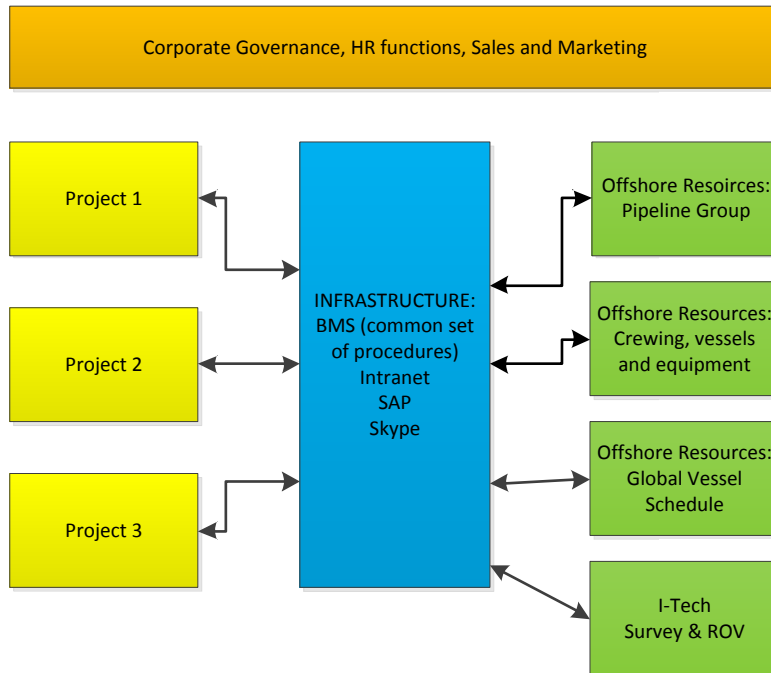 Corporate Governance, HR functions, Sales and Marketing
Project 1
Project 2
Project 3
INFRASTRUCTURE:
BMS (common set
of procedures)
Intranet
SAP
Skype
Offshore Resoirces:
Pipeline Group
Offshore Resources:
Crewing, vessels
and equipment
Offshore Resources:
Global Vessel
Schedule
I-Tech
Survey & ROV